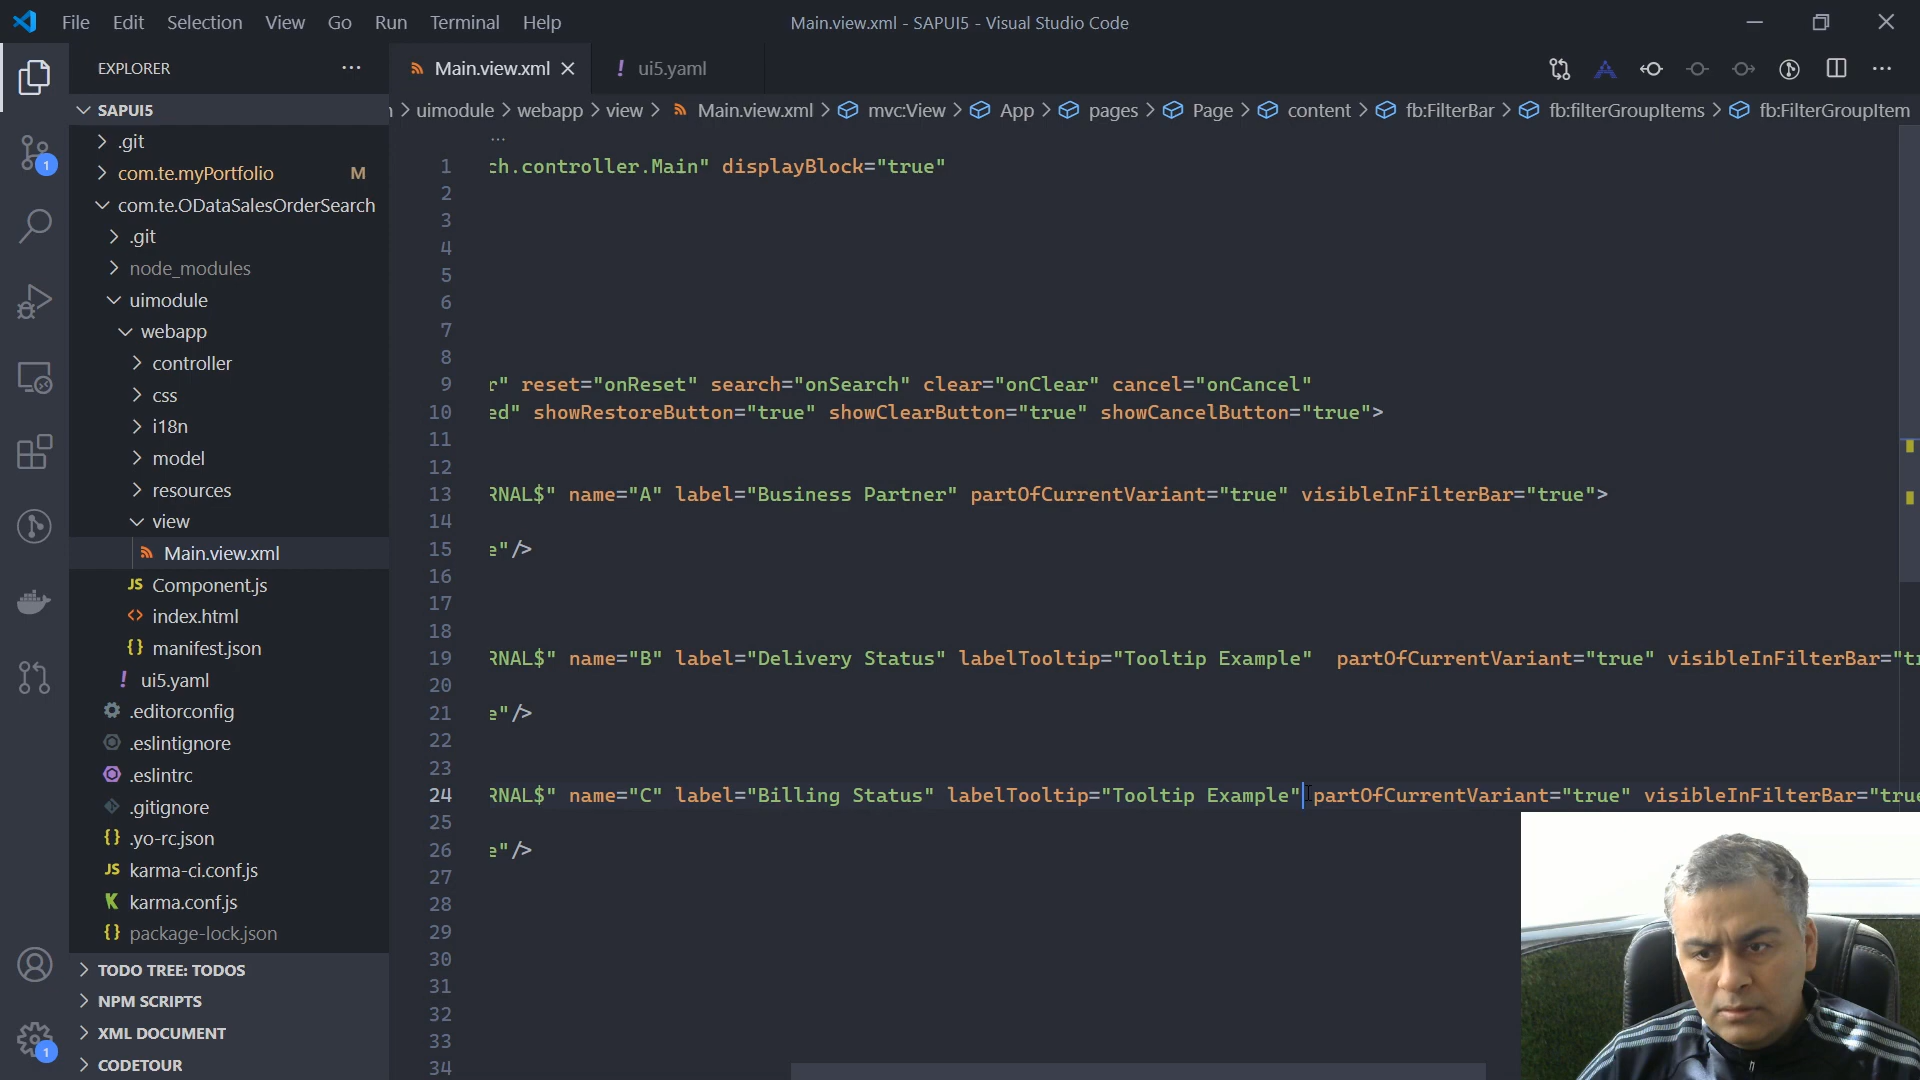 File Edit Selection View Go Run Terminal Help Main.view.xml - SAPUI5 - Visual Studio Code
EXPLORER ··· Main.view.xml ! ui5.yaml ···
SAPUI5 > uimodule > webapp > view > Main.view.xml > mvc:View > App > pages > Page > content > fb:FilterBar > fb:filterGroupItems > fb:FilterGroupItem
.git
com.te.myPortfolio M
com.te.ODataSalesOrderSearch
.git
node_modules
uimodule
webapp
controller
css
i18n
model
resources
view
Main.view.xml
JS Component.js
<> index.html
{} manifest.json
! ui5.yaml
.editorconfig
.eslintignore
.eslintrc
.gitignore
{} .yo-rc.json
JS karma-ci.conf.js
K karma.conf.js
{} package-lock.json
TODO TREE: TODOS
NPM SCRIPTS
XML DOCUMENT
CODETOUR
1
1
...
1 ch.controller.Main" displayBlock="true"
2
3
4
5
6
7
8
9 r" reset="onReset" search="onSearch" clear="onClear" cancel="onCancel"
10 ed" showRestoreButton="true" showClearButton="true" showCancelButton="true">
11
12
13 RNAL$" name="A" label="Business Partner" partOfCurrentVariant="true" visibleInFilterBar="true">
14
15 e"/>
16
17
18
19 RNAL$" name="B" label="Delivery Status" labelTooltip="Tooltip Example"  partOfCurrentVariant="true" visibleInFilterBar="tr
20
21 e"/>
22
23
24 RNAL$" name="C" label="Billing Status" labelTooltip="Tooltip Example" partOfCurrentVariant="true" visibleInFilterBar="true
25
26 e"/>
27
28
29
30
31
32
33
34